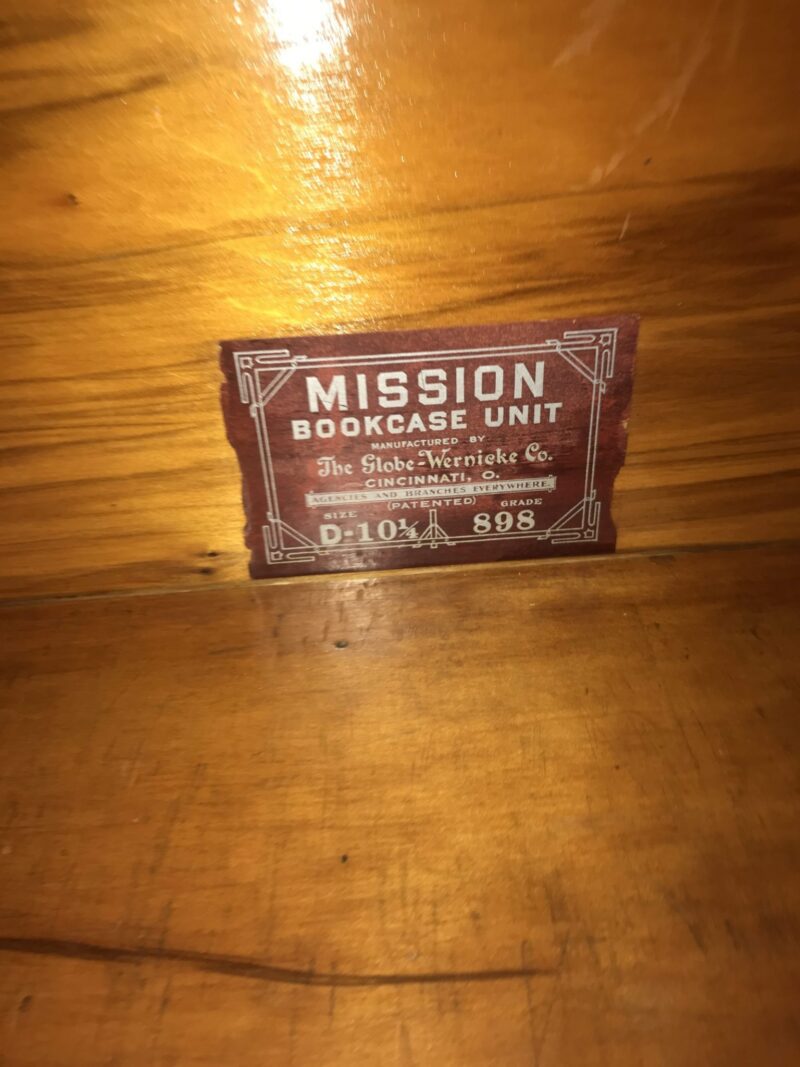 MISSION
BOOKCASE UNIT
MANUFACTURED BY
The Globe-Wernicke Co.
CINCINNATI, O.
AGENCIES AND BRANCHES EVERYWHERE.
(PATENTED)
SIZE GRADE
D-10¼ 898